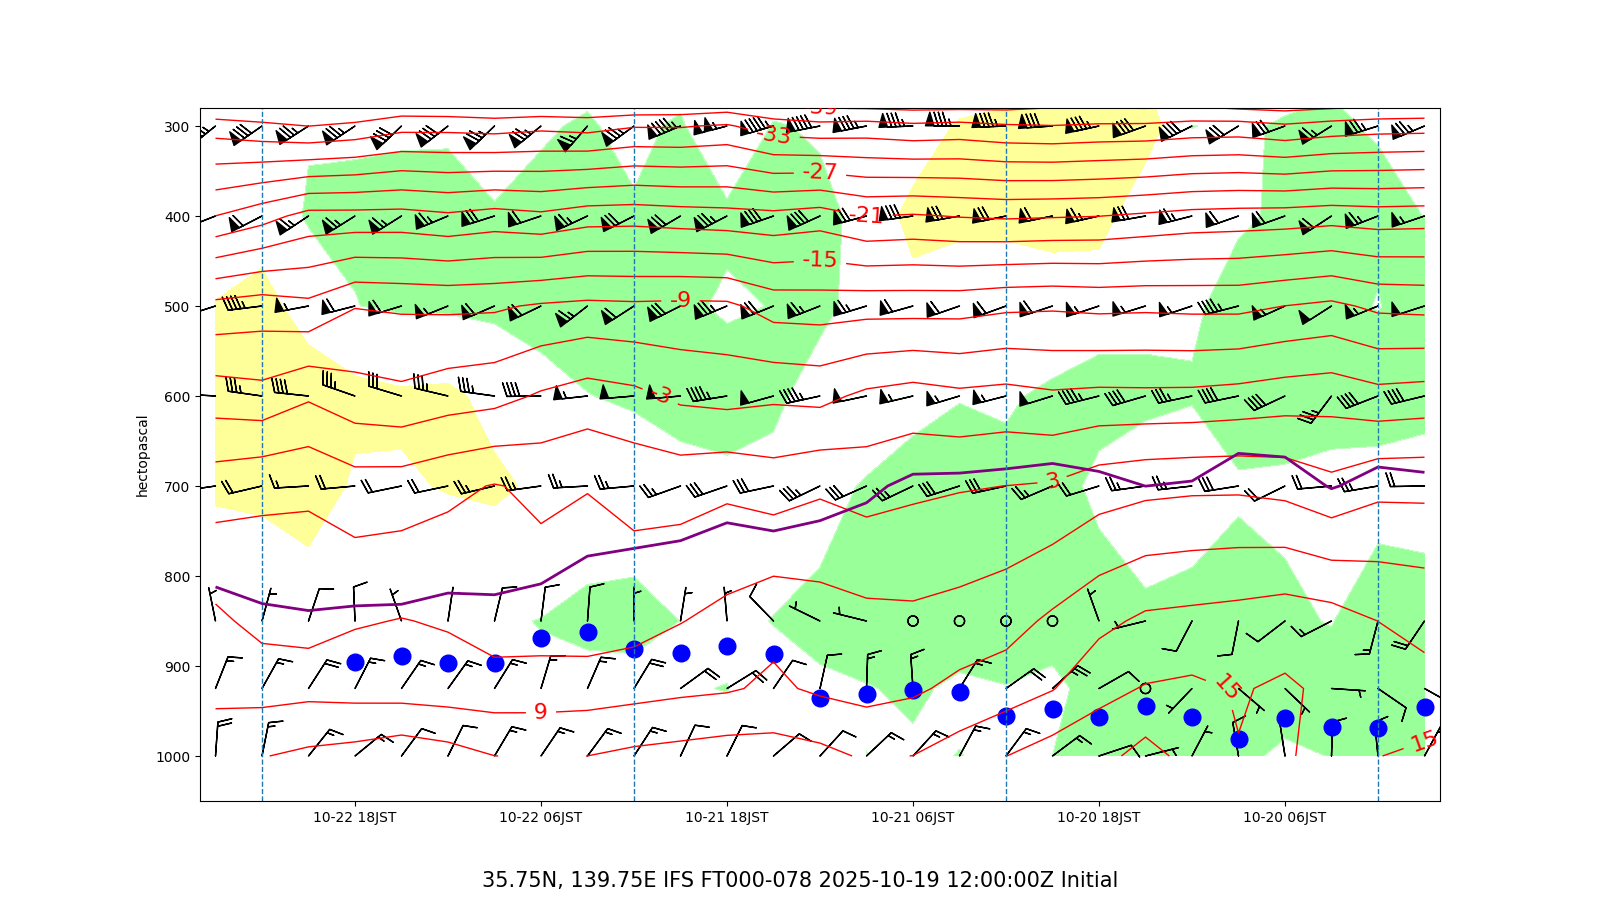 -39
300
-33
-27
400
-21
-15
-9
500
600
-3
hectopascal
700
3
800
900
15
9
15
1000
10-22 18JST
10-22 06JST
10-21 18JST
10-21 06JST
10-20 18JST
10-20 06JST
35.75N, 139.75E IFS FT000-078 2025-10-19 12:00:00Z Initial